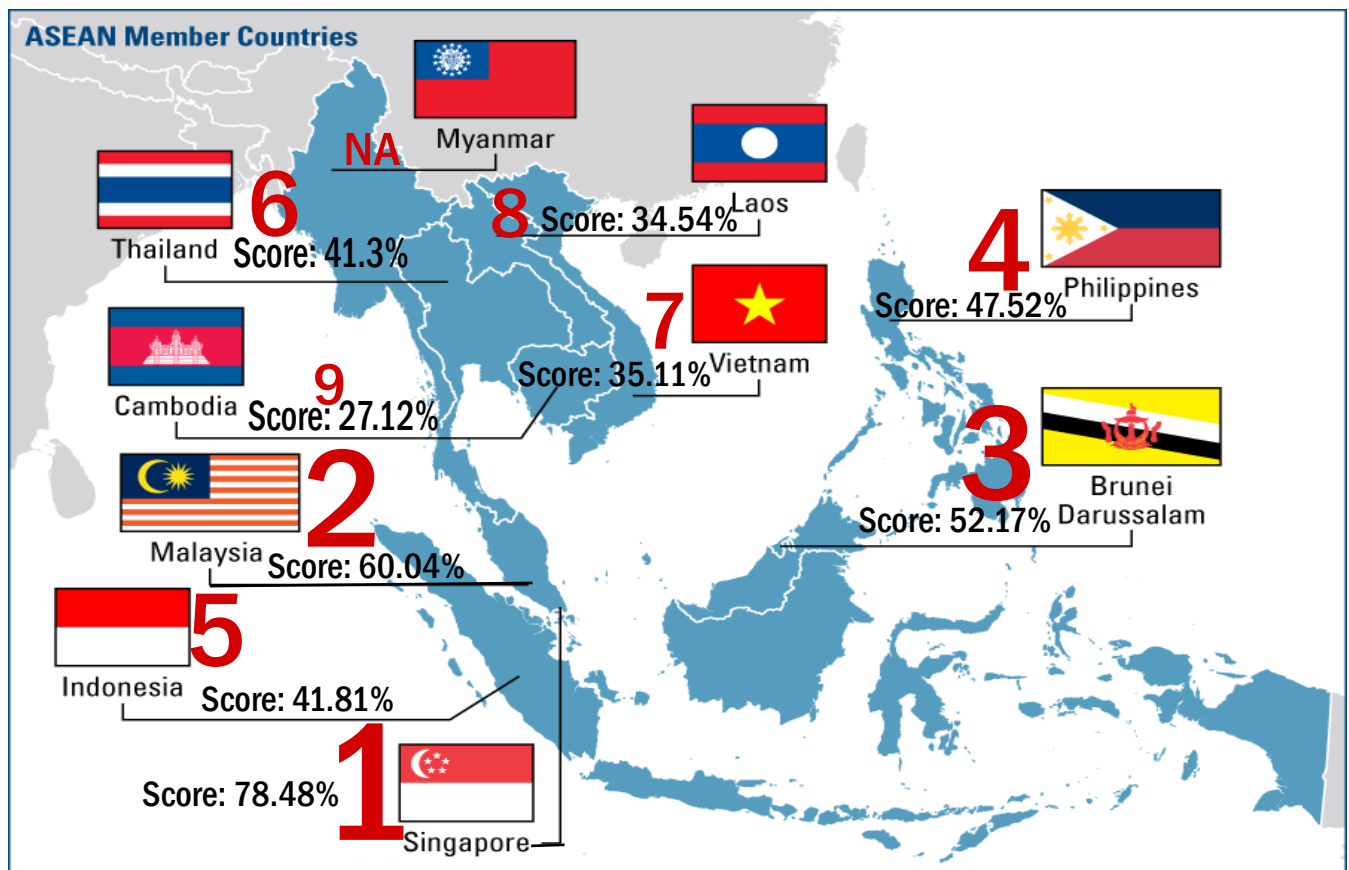 ASEAN Member Countries
Myanmar
NA
Laos
8
Score: 34.54%
Thailand
6
Score: 41.3%
Philippines
4
Score: 47.52%
Vietnam
7
Score: 35.11%
Cambodia
9
Score: 27.12%
Brunei
Darussalam
3
Score: 52.17%
Malaysia
2
Score: 60.04%
Indonesia
5
Score: 41.81%
Singapore
1
Score: 78.48%